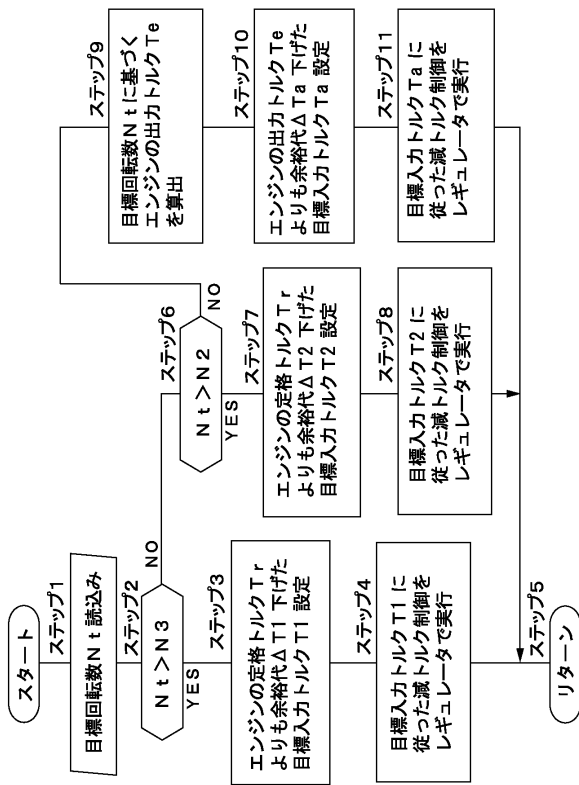 スタート
ステップ1
目標回転数Nt読込み
ステップ2
Nt>N3
NO
YES
ステップ3
エンジンの定格トルクTr
よりも余裕代ΔT1 下げた
目標入力トルクT1 設定
ステップ4
目標入力トルクT1 に
従った減トルク制御を
レギュレータで実行
ステップ5
リターン
ステップ6
Nt>N2
NO
YES
ステップ7
エンジンの定格トルクTr
よりも余裕代ΔT2 下げた
目標入力トルクT2 設定
ステップ8
目標入力トルクT2 に
従った減トルク制御を
レギュレータで実行
ステップ9
目標回転数Ntに基づく
エンジンの出力トルクTe
を算出
ステップ10
エンジンの出力トルクTe
よりも余裕代ΔTa 下げた
目標入力トルクTa 設定
ステップ11
目標入力トルクTa に
従った減トルク制御を
レギュレータで実行